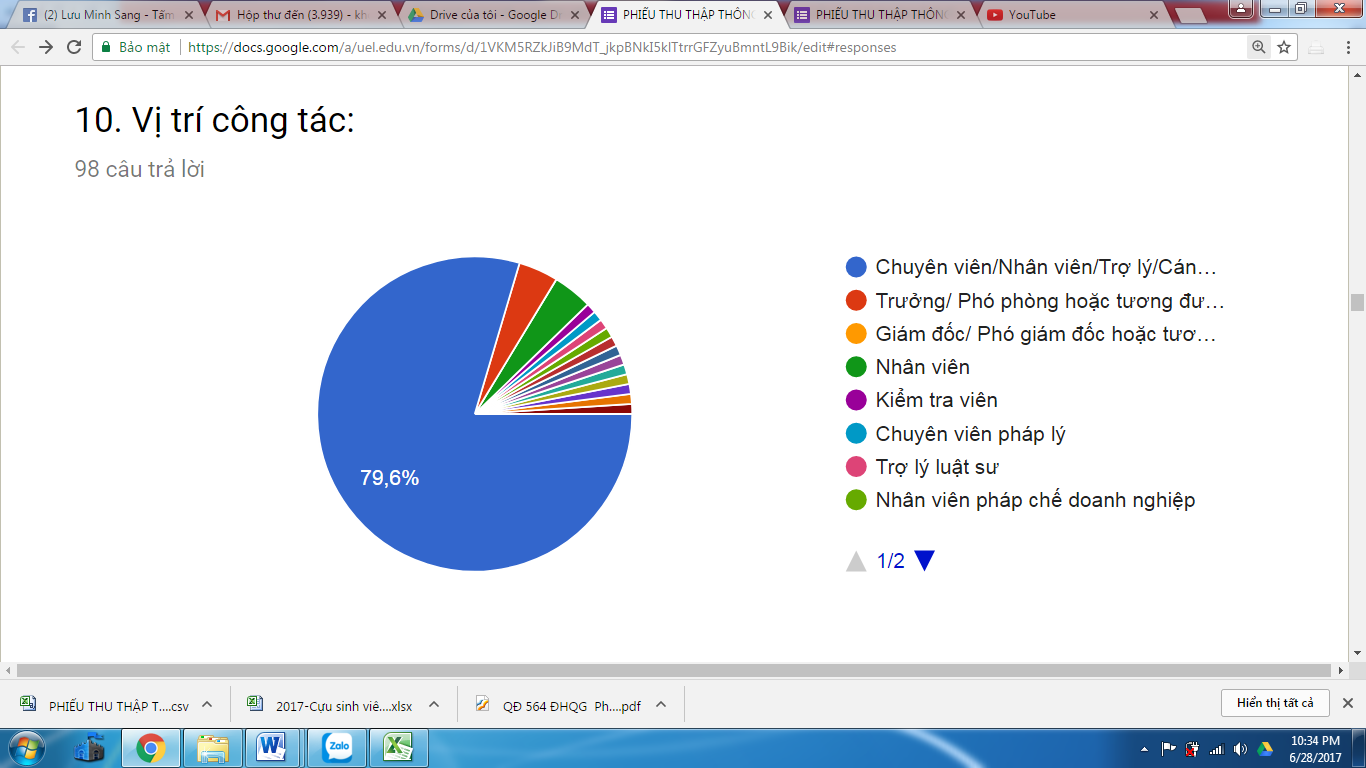 (2) Lưu Minh Sang - Tấm
Hộp thư đến (3.939) - kh
Drive của tôi - Google Dr
PHIẾU THU THẬP THÔNG
PHIẾU THU THẬP THÔNG
YouTube
Bảo mật
https://docs.google.com/a/uel.edu.vn/forms/d/1VKM5RZkJiB9MdT_jkpBNkI5klTtrrGFZyuBmntL9Bik/edit#responses
10. Vị trí công tác:
98 câu trả lời
79,6%
Chuyên viên/Nhân viên/Trợ lý/Cán…
Trưởng/ Phó phòng hoặc tương đư…
Giám đốc/ Phó giám đốc hoặc tươ…
Nhân viên
Kiểm tra viên
Chuyên viên pháp lý
Trợ lý luật sư
Nhân viên pháp chế doanh nghiệp
1/2
PHIẾU THU THẬP T....csv
2017-Cựu sinh viê....xlsx
QĐ 564 ĐHQG Ph....pdf
Hiển thị tất cả
Zalo
10:34 PM
6/28/2017